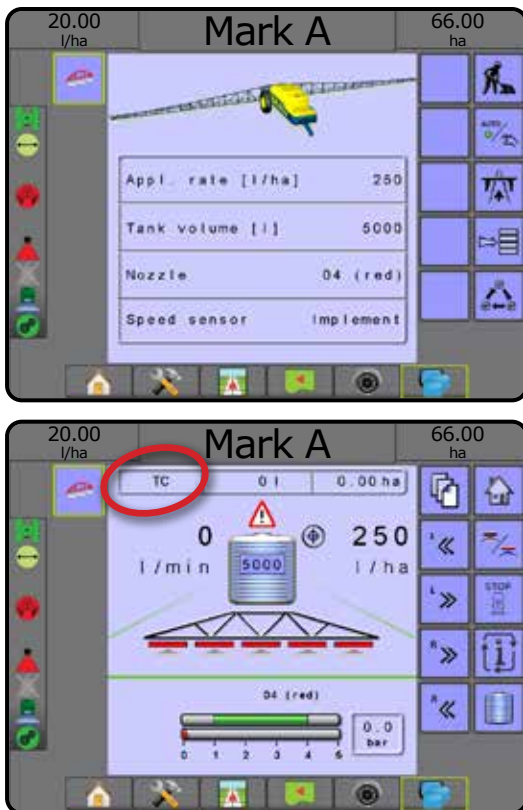 20.00 Mark A 66.00
l/ha ha
AUTO
Appl. rate [l/ha] 250
Tank volume [l] 5000
Nozzle 04 (red)
Speed sensor Implement
20.00 Mark A 66.00
l/ha ha
TC 0 l 0.00 ha
0 250
l/min 5000 l/ha
L
STOP
L
R
i
R
04 (red)
0.0
bar
0 1 2 3 4 5